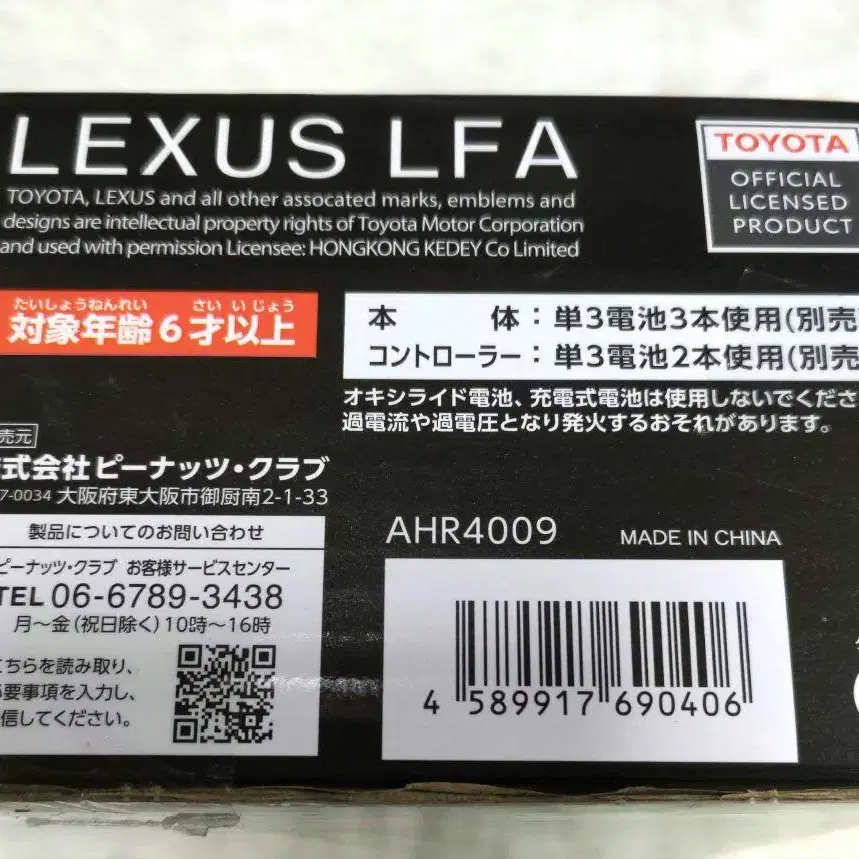 LEXUS LFA
TOYOTA, LEXUS and all other assocated marks, emblems and
designs are intellectual property rights of Toyota Motor Corporation
and used with permission Licensee: HONGKONG KEDEY Co Limited
TOYOTA
OFFICIAL
LICENSED
PRODUCT
たいしょうねんれい さい いじょう
対象年齢6才以上
本 体:単3電池3本使用(別売
コントローラー:単3電池2本使用(別売
オキシライド電池、充電式電池は使用しないでくださ
過電流や過電圧となり発火するおそれがあります。
売元
式会社ピーナッツ・クラブ
7-0034 大阪府東大阪市御厨南2-1-33
製品についてのお問い合わせ
ピーナッツ・クラブ お客様サービスセンター
TEL 06-6789-3438
月~金(祝日除く)10時~16時
こちらを読み取り、
必要事項を入力し、
信してください。
AHR4009
MADE IN CHINA
4 589917 690406